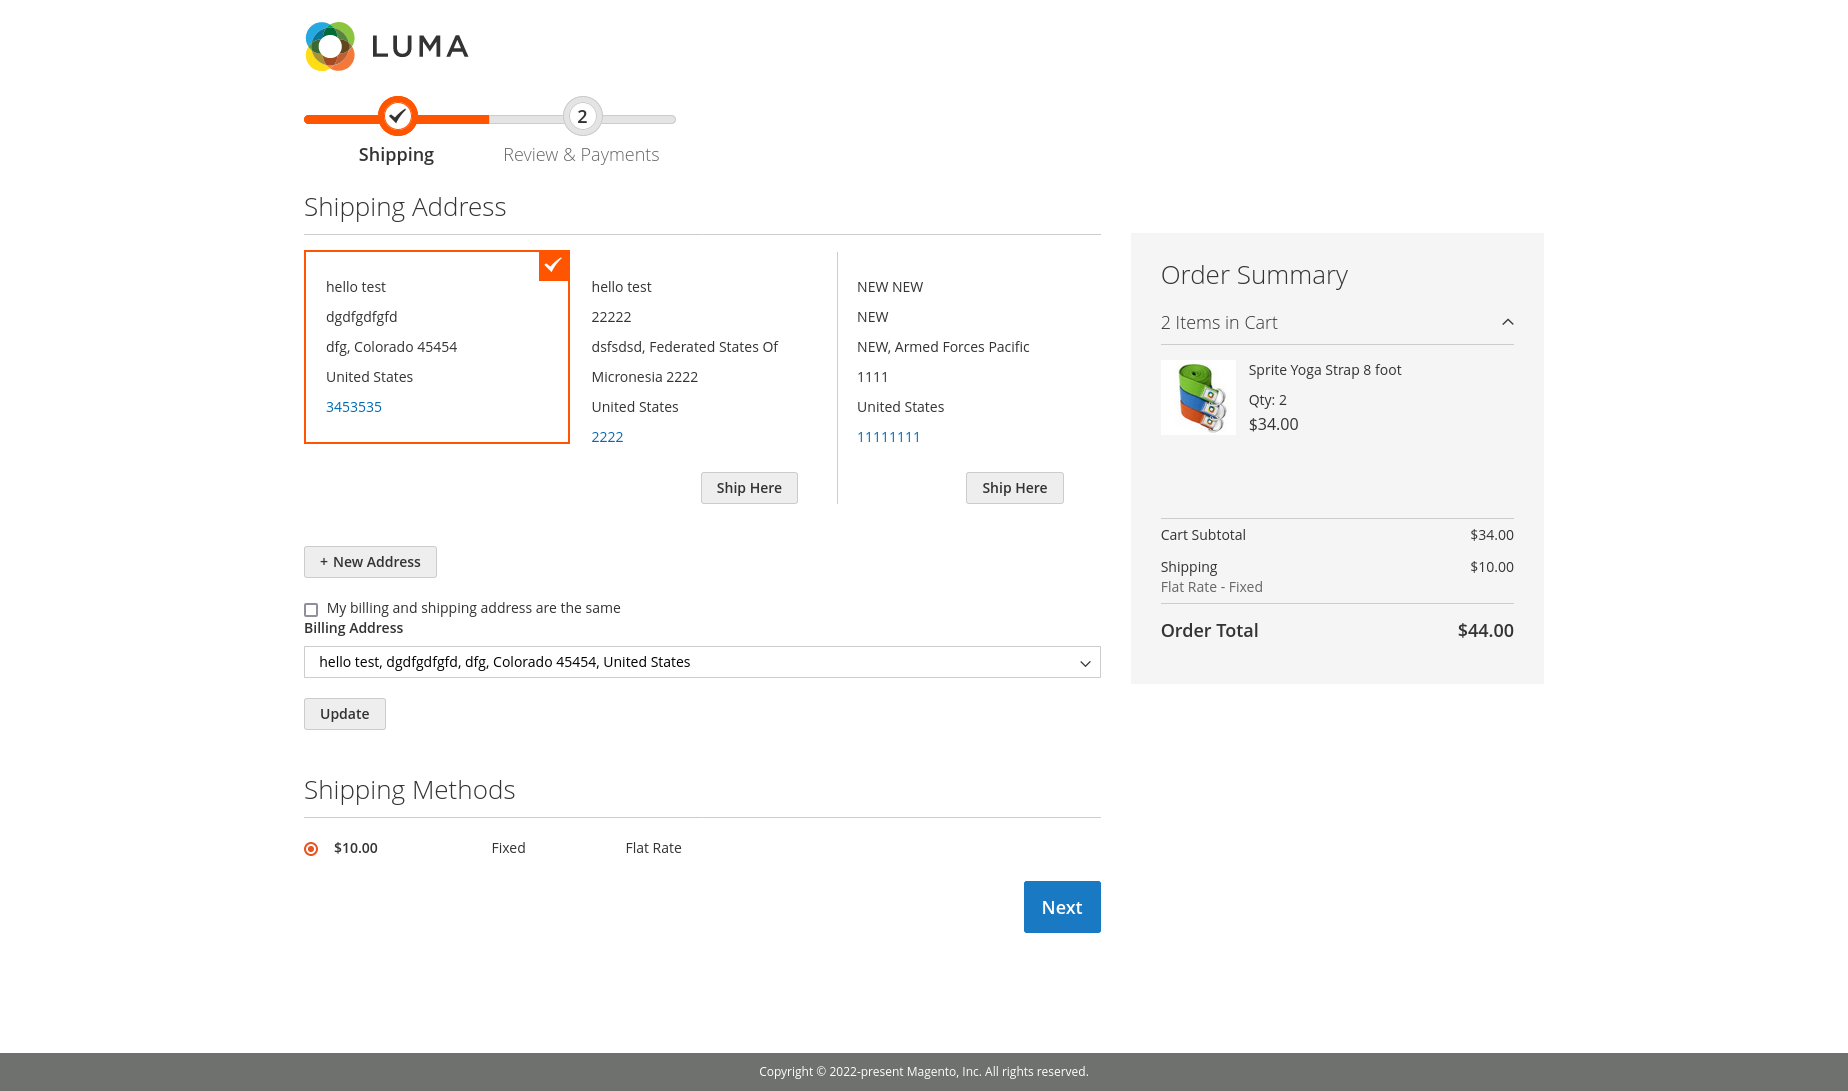 LUMA
2
Shipping
Review & Payments
Shipping Address
hello test
dgdfgdfgfd
dfg, Colorado 45454
United States
3453535
hello test
22222
dsfsdsd, Federated States Of
Micronesia 2222
United States
2222
Ship Here
NEW NEW
NEW
NEW, Armed Forces Pacific
1111
United States
11111111
Ship Here
+ New Address
My billing and shipping address are the same
Billing Address
hello test, dgdfgdfgfd, dfg, Colorado 45454, United States
Update
Shipping Methods
$10.00 Fixed Flat Rate
Next
Order Summary
2 Items in Cart
Sprite Yoga Strap 8 foot
Qty: 2
$34.00
Cart Subtotal $34.00
Shipping $10.00
Flat Rate - Fixed
Order Total $44.00
Copyright © 2022-present Magento, Inc. All rights reserved.